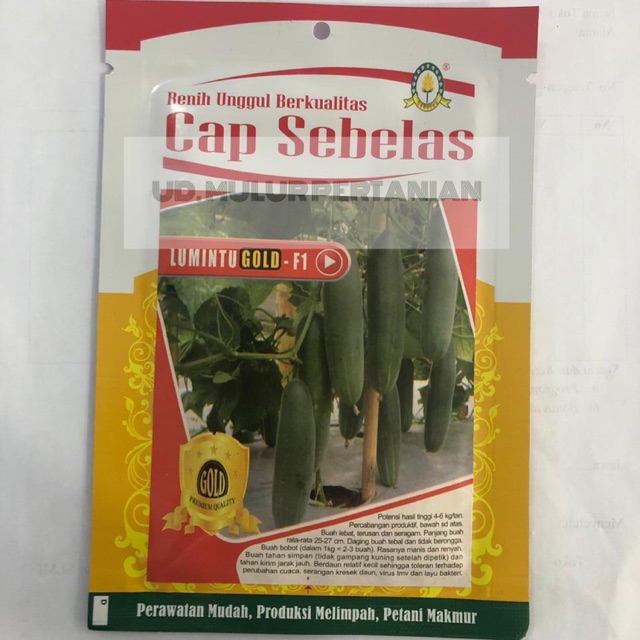 Benih Unggul Berkualitas
Cap Sebelas
UD.MULUR PERTANIAN
LUMINTU GOLD - F1
GOLD
PREMIUM QUALITY
Potensi hasil tinggi 4-6 kg/tan.
Percabangan produktif, bawah sd atas.
Buah lebat, terusan dan seragam. Panjang buah
rata-rata 25-27 cm. Daging buah tebal dan tidak berongga.
Buah bobot (dalam 1kg = 2-3 buah). Rasanya manis dan renyah.
Buah tahan simpan (tidak gampang kuning setelah dipetik) dan
tahan kirim jarak jauh. Berdaun relatif kecil sehingga toleran terhadap
perubahan cuaca, serangan kresek daun, virus tmv dan layu bakteri.
Perawatan Mudah, Produksi Melimpah, Petani Makmur